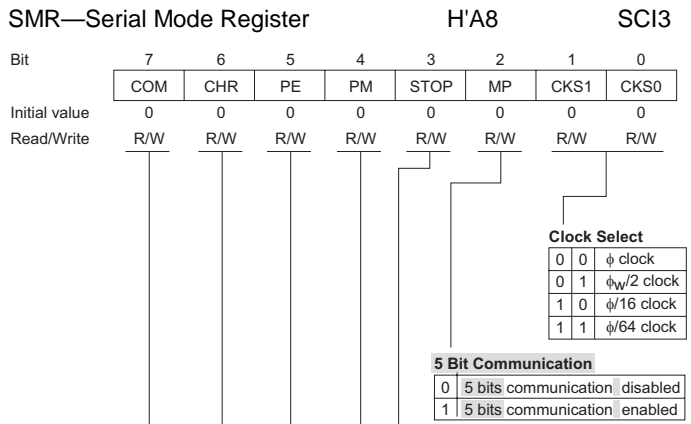 SMR—Serial Mode Register H'A8 SCI3
Bit 7 6 5 4 3 2 1 0
COM CHR PE PM STOP MP CKS1 CKS0
Initial value 0 0 0 0 0 0 0 0
Read/Write R/W R/W R/W R/W R/W R/W R/W R/W
Clock Select
0 0 ϕ clock
0 1 ϕW/2 clock
1 0 ϕ/16 clock
1 1 ϕ/64 clock
5 Bit Communication
0 5 bits communication disabled
1 5 bits communication enabled